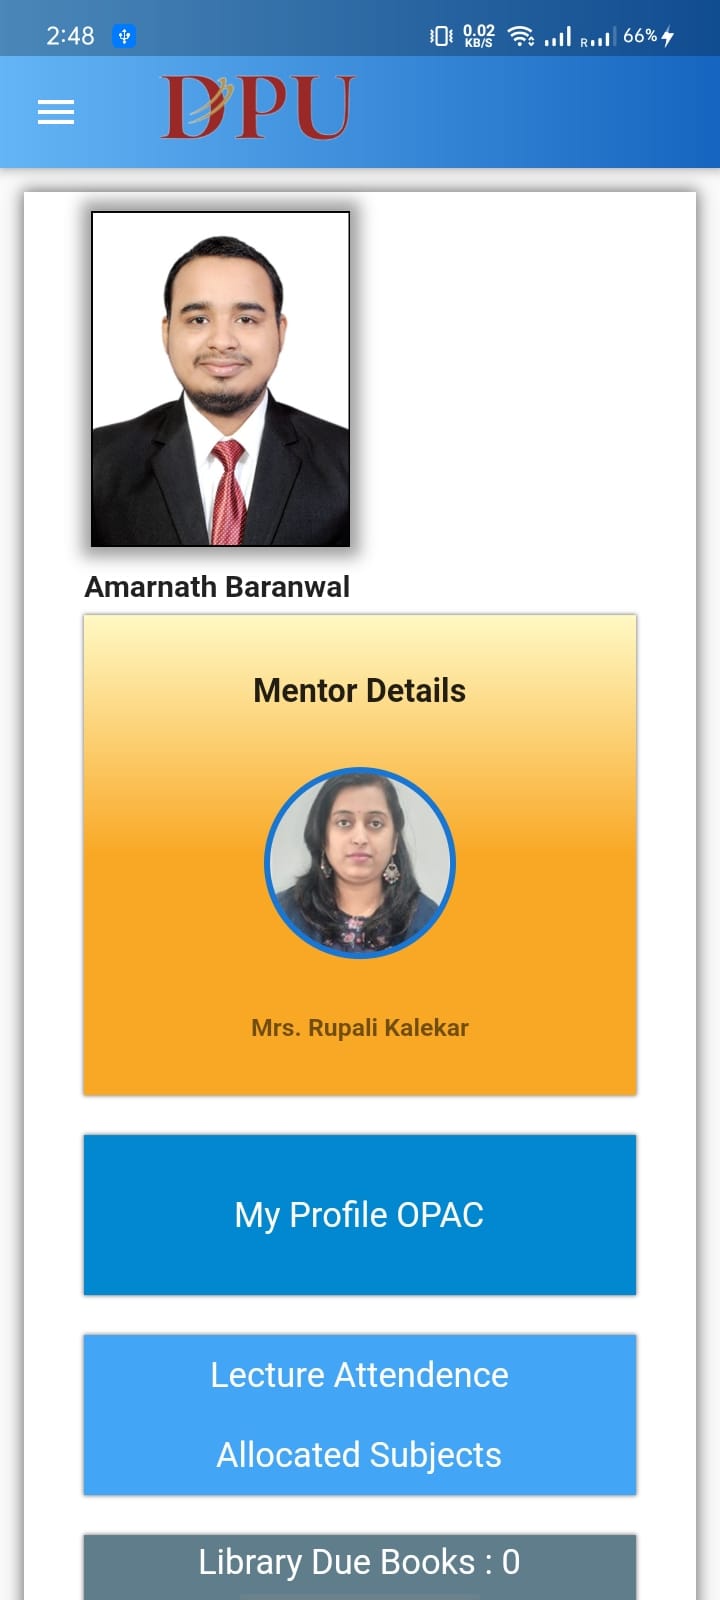 2:48
0.02
KB/S
R
66%
DPU
Amarnath Baranwal
Mentor Details
Mrs. Rupali Kalekar
My Profile OPAC
Lecture Attendence
Allocated Subjects
Library Due Books : 0